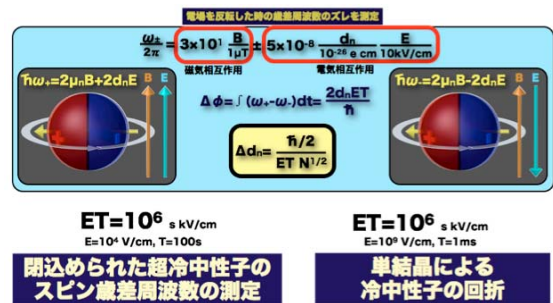 電場を反転した時の歳差周波数のズレを測定
ω±/2π = 3×10¹ B/1μT ± 5×10⁻⁸ dn/10⁻²⁶ e cm E/10kV/cm
磁気相互作用 電気相互作用
ħω₊=2μnB+2dnE B E
Δφ=∫(ω₊-ω₋)dt= 2dnET/ħ
Δdn= ħ/2 / ET N^1/2
ħω₋=2μnB-2dnE B E
ET=10⁶ s kV/cm
E=10⁴ V/cm, T=100s
閉込められた超冷中性子の
スピン歳差周波数の測定
ET=10⁶ s kV/cm
E=10⁹ V/cm, T=1ms
単結晶による
冷中性子の回折